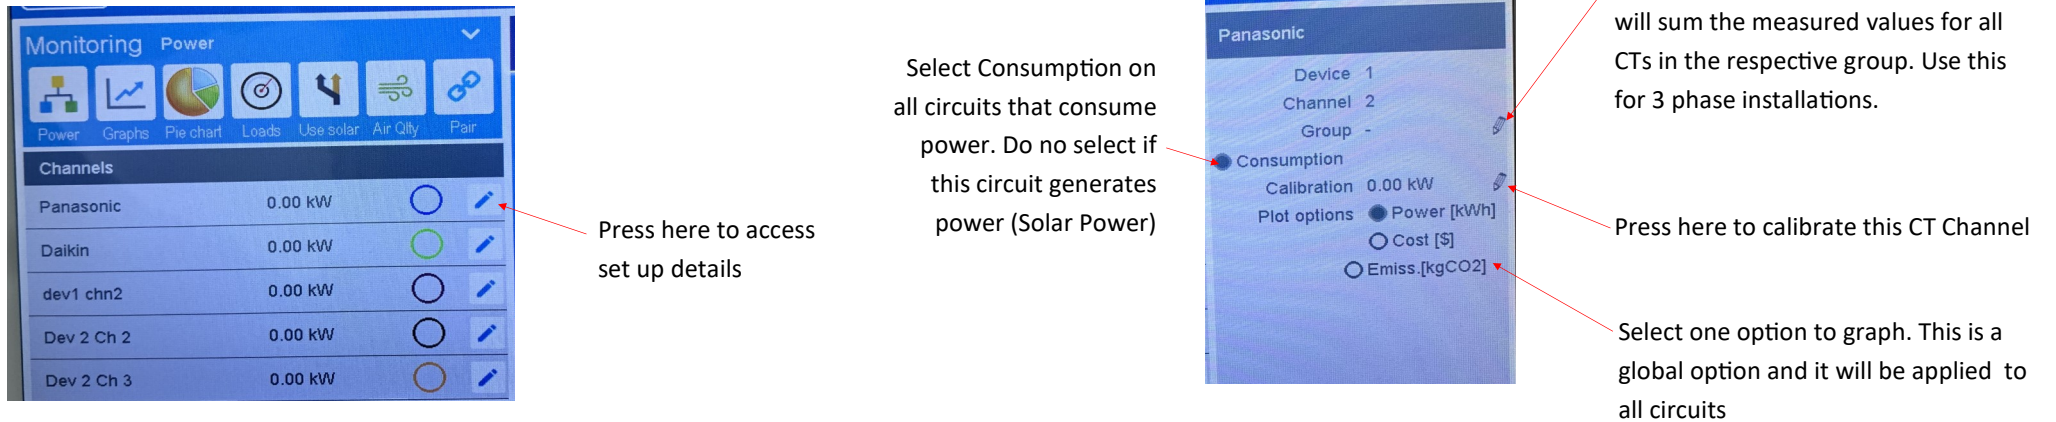 Monitoring Power
Power Graphs Pie chart Loads Use solar Air Qlty Pair
Channels
Panasonic 0.00 kW
Daikin 0.00 kW
dev1 chn2 0.00 kW
Dev 2 Ch 2 0.00 kW
Dev 2 Ch 3 0.00 kW
Press here to access
set up details
Select Consumption on
all circuits that consume
power. Do no select if
this circuit generates
power (Solar Power)
Panasonic
Device 1
Channel 2
Group -
Consumption
Calibration 0.00 kW
Plot options Power [kWh]
Cost [$]
Emiss.[kgCO2]
will sum the measured values for all
CTs in the respective group. Use this
for 3 phase installations.
Press here to calibrate this CT Channel
Select one option to graph. This is a
global option and it will be applied to
all circuits